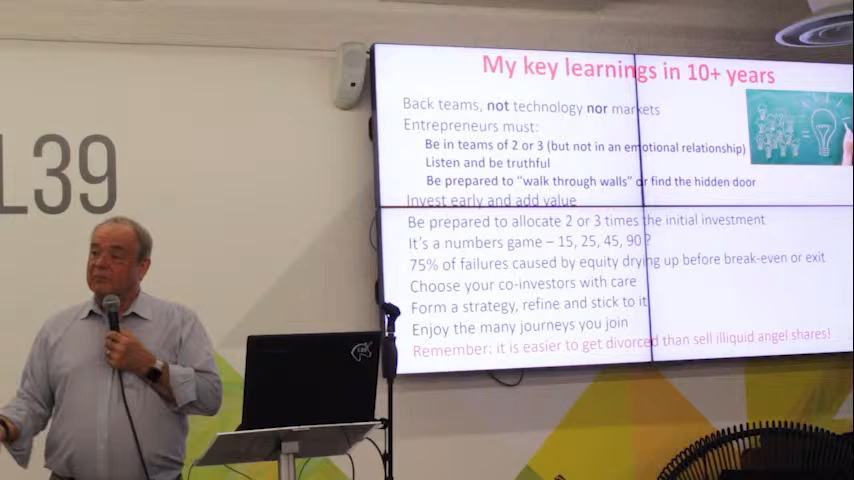 L39
My key learnings in 10+ years
Back teams, not technology nor markets
Entrepreneurs must:
Be in teams of 2 or 3 (but not in an emotional relationship)
Listen and be truthful
Be prepared to "walk through walls" or find the hidden door
Invest early and add value
Be prepared to allocate 2 or 3 times the initial investment
It's a numbers game – 15, 25, 45, 90 ?
75% of failures caused by equity drying up before break-even or exit
Choose your co-investors with care
Form a strategy, refine and stick to it
Enjoy the many journeys you join
Remember: it is easier to get divorced than sell illiquid angel shares!